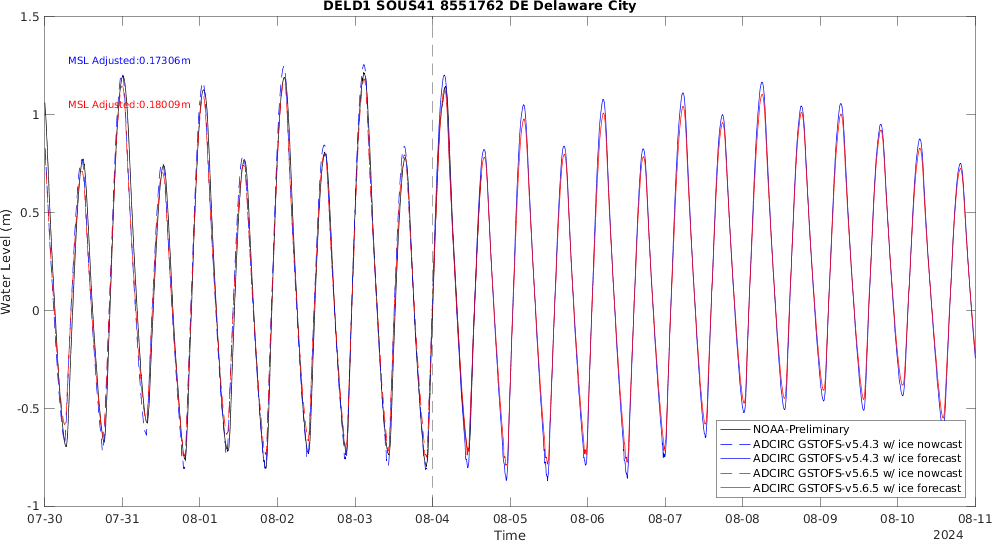 DELD1 SOUS41 8551762 DE Delaware City
1.5
MSL Adjusted:0.17306m
MSL Adjusted:0.18009m
1
0.5
Water Level (m)
0
-0.5
-1
NOAA-Preliminary
ADCIRC GSTOFS-v5.4.3 w/ ice nowcast
ADCIRC GSTOFS-v5.4.3 w/ ice forecast
ADCIRC GSTOFS-v5.6.5 w/ ice nowcast
ADCIRC GSTOFS-v5.6.5 w/ ice forecast
07-30 07-31 08-01 08-02 08-03 08-04 08-05 08-06 08-07 08-08 08-09 08-10 08-11
Time
2024